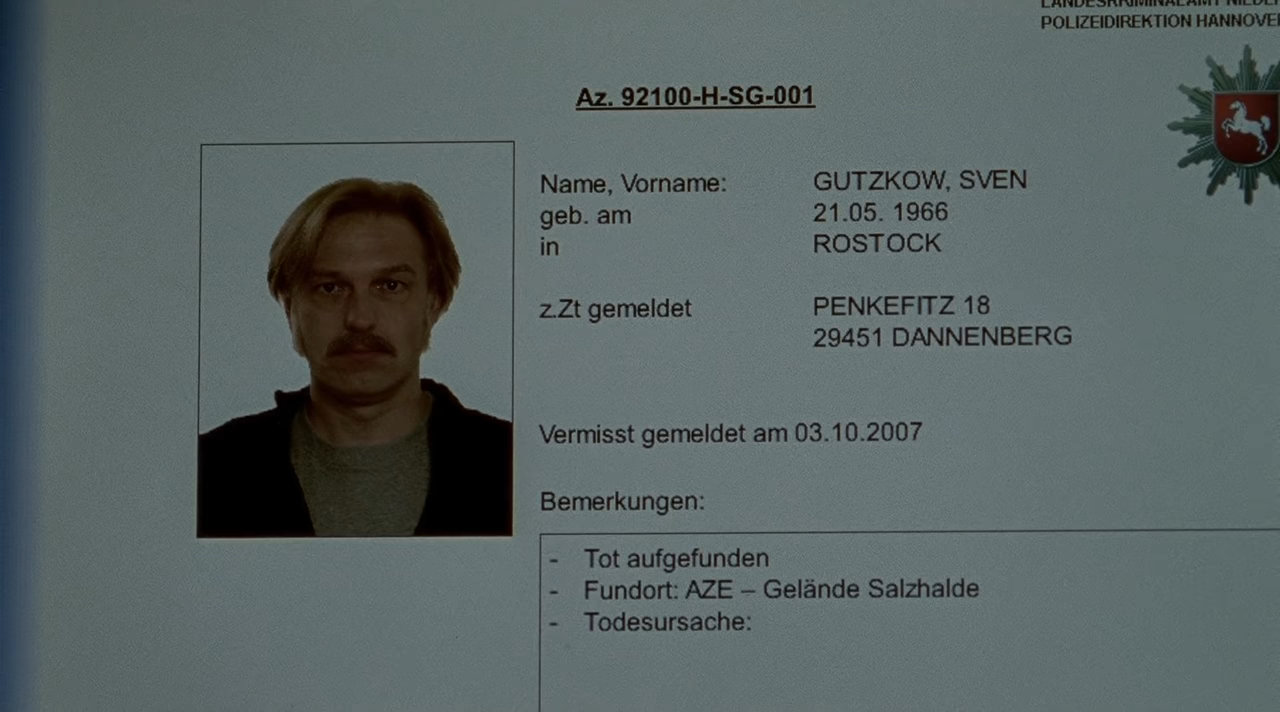 LANDESKRIMINALAMT
POLIZEIDIREKTION HANNOVE
Az. 92100-H-SG-001
Name, Vorname: GUTZKOW, SVEN
geb. am 21.05. 1966
in ROSTOCK
z.Zt gemeldet PENKEFITZ 18
29451 DANNENBERG
Vermisst gemeldet am 03.10.2007
Bemerkungen:
- Tot aufgefunden
- Fundort: AZE – Gelände Salzhalde
- Todesursache: